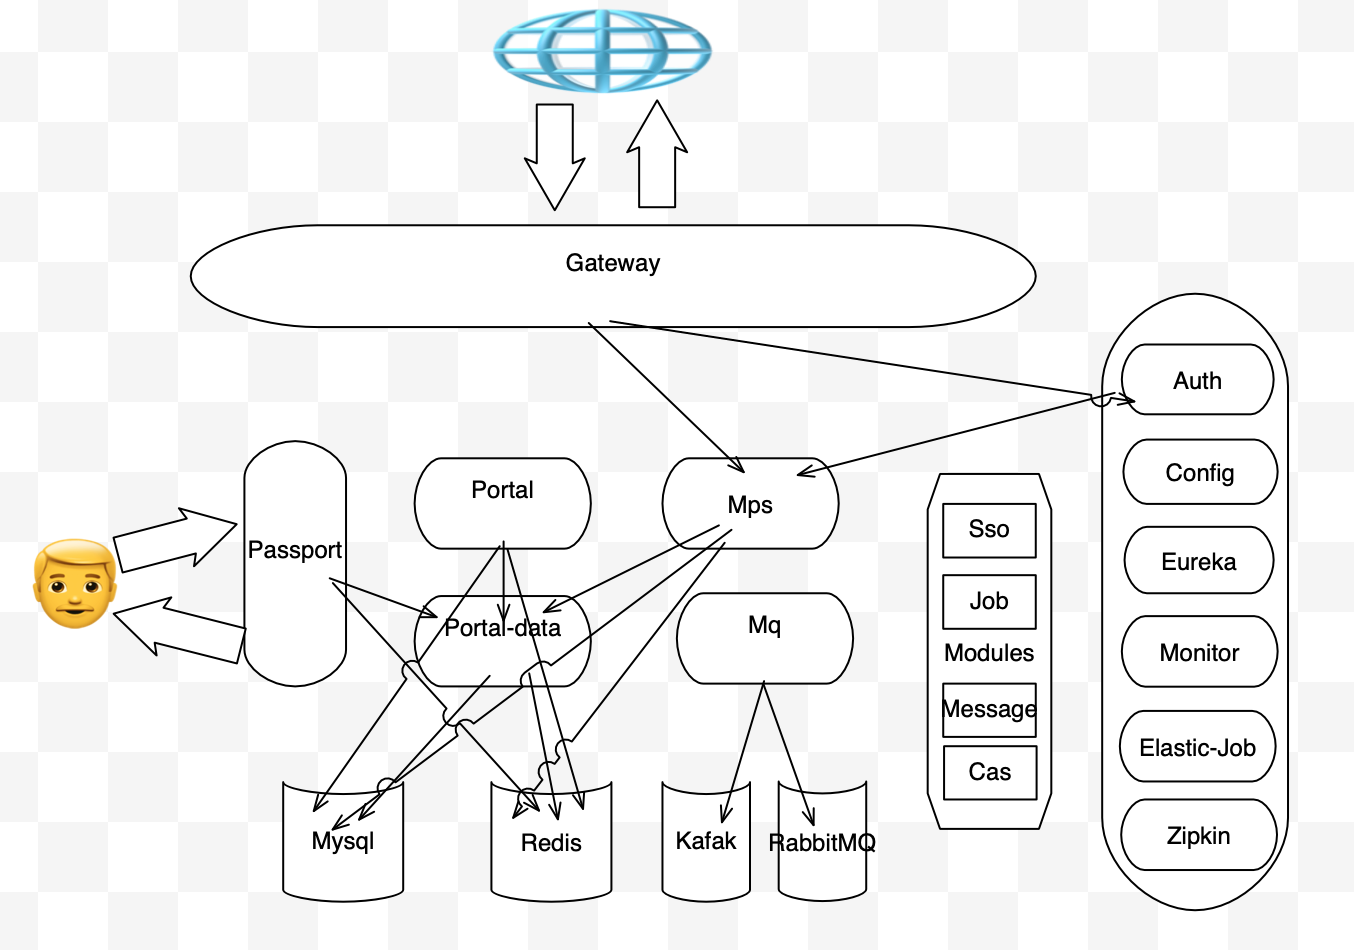 Gateway
Auth
Config
Portal
Mps
Sso
Passport
Eureka
Job
Portal-data
Mq
Modules
Monitor
Message
Elastic-Job
Cas
Mysql
Redis
Kafak
RabbitMQ
Zipkin